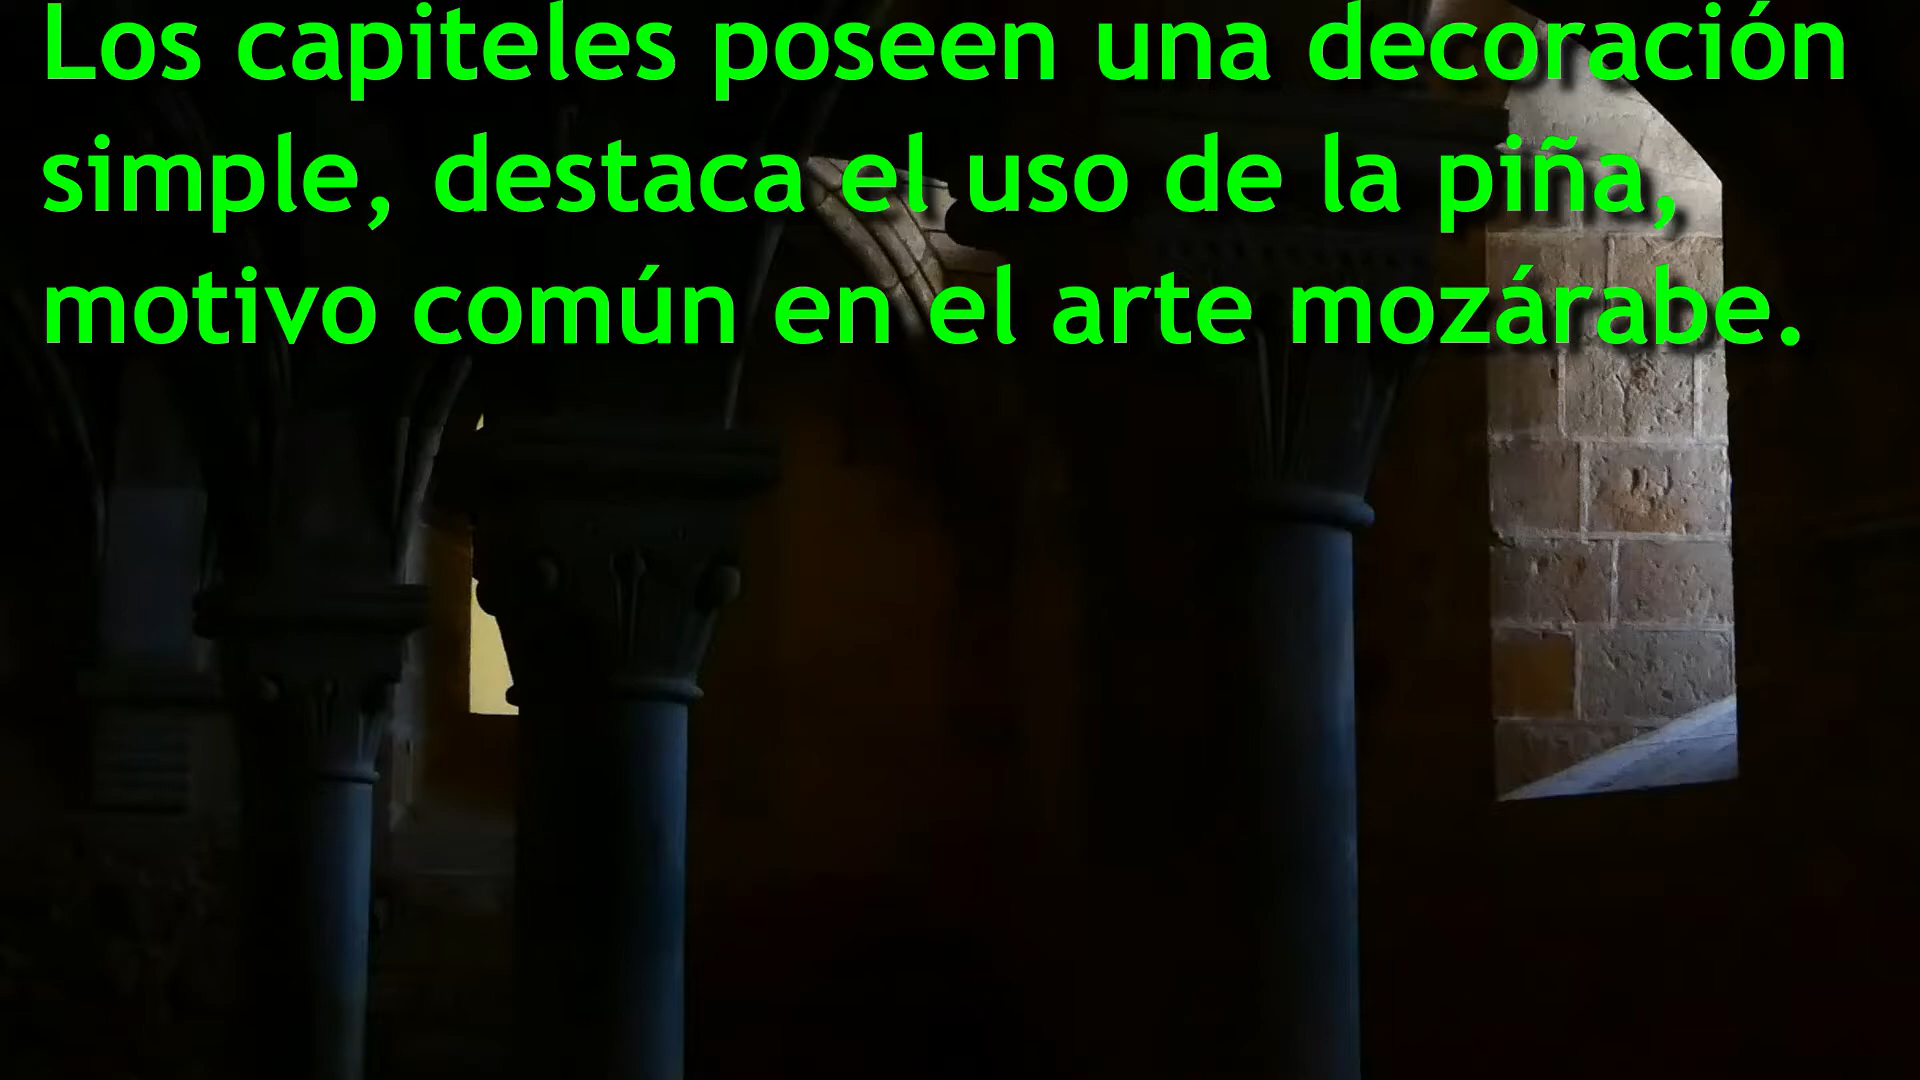 Los capiteles poseen una decoración
simple, destaca el uso de la piña,
motivo común en el arte mozárabe.